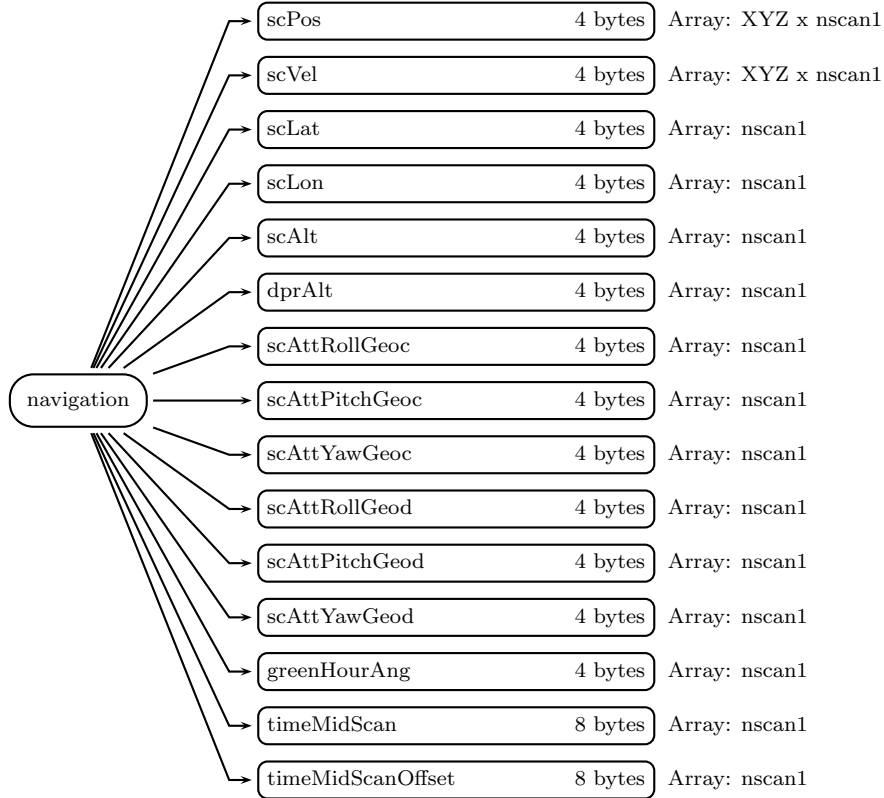 scPos 4 bytes Array: XYZ x nscan1
scVel 4 bytes Array: XYZ x nscan1
scLat 4 bytes Array: nscan1
scLon 4 bytes Array: nscan1
scAlt 4 bytes Array: nscan1
dprAlt 4 bytes Array: nscan1
scAttRollGeoc 4 bytes Array: nscan1
navigation
scAttPitchGeoc 4 bytes Array: nscan1
scAttYawGeoc 4 bytes Array: nscan1
scAttRollGeod 4 bytes Array: nscan1
scAttPitchGeod 4 bytes Array: nscan1
scAttYawGeod 4 bytes Array: nscan1
greenHourAng 4 bytes Array: nscan1
timeMidScan 8 bytes Array: nscan1
timeMidScanOffset 8 bytes Array: nscan1